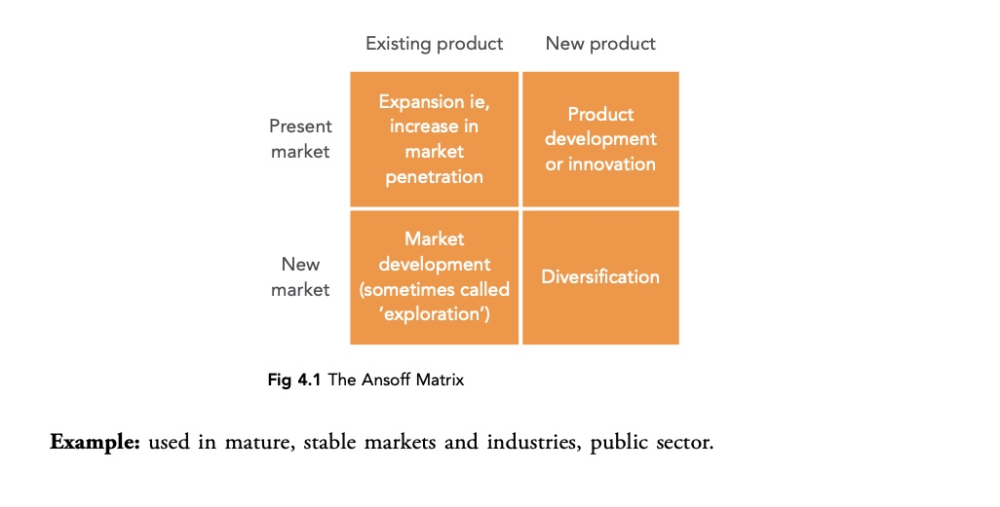 Existing product
New product
Present
market
Expansion ie,
increase in
market
penetration
Product
development
or innovation
New
market
Market
development
(sometimes called
‘exploration’)
Diversification
Fig 4.1 The Ansoff Matrix
Example: used in mature, stable markets and industries, public sector.